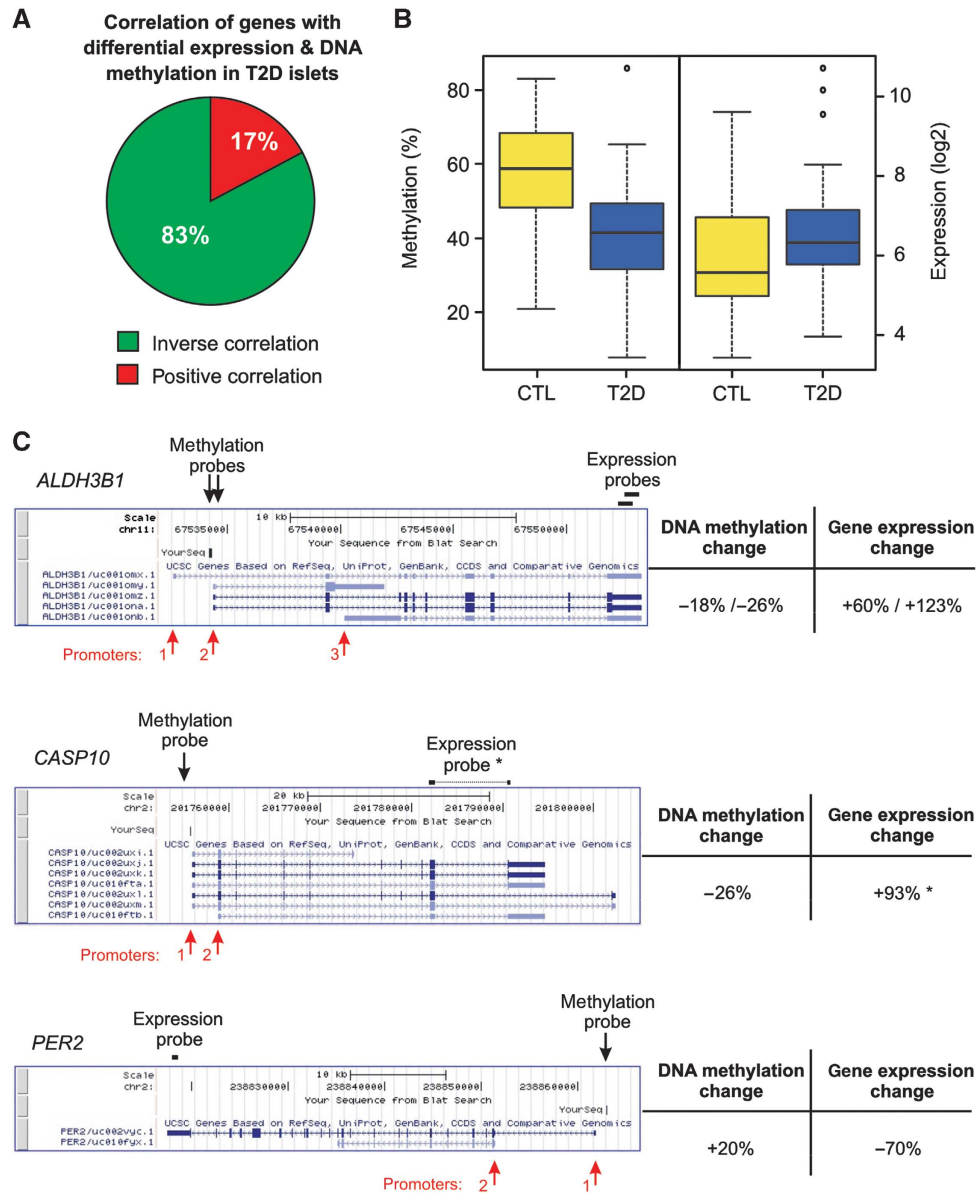 A
Correlation of genes with
differential expression & DNA
methylation in T2D islets
17%
83%
Inverse correlation
Positive correlation
B
Methylation (%)
80
60
40
20
Expression (log2)
10
8
6
4
CTL
T2D
CTL
T2D
C
ALDH3B1
Methylation
probes
Expression
probes
Scale
10 kb
chr11:
67535000
67540000
67545000
67550000
Your Sequence from Blat Search
YourSeq
UCSC Genes Based on RefSeq, UniProt, GenBank, CCDS and Comparative Genomics
ALDH3B1/uc001omx.1
ALDH3B1/uc001omy.1
ALDH3B1/uc001omz.1
ALDH3B1/uc001ona.1
ALDH3B1/uc001onb.1
Promoters: 1 2 3
DNA methylation
change
Gene expression
change
−18% /−26%
+60% / +123%
CASP10
Methylation
probe
Expression
probe *
Scale
20 kb
chr2:
201760000
201770000
201780000
201790000
201800000
Your Sequence from Blat Search
YourSeq
UCSC Genes Based on RefSeq, UniProt, GenBank, CCDS and Comparative Genomics
CASP10/uc002uxi.1
CASP10/uc002uxj.1
CASP10/uc002uxk.1
CASP10/uc010fta.1
CASP10/uc002uxl.1
CASP10/uc002uxm.1
CASP10/uc010ftb.1
Promoters: 1 2
DNA methylation
change
Gene expression
change
−26%
+93% *
PER2
Expression
probe
Methylation
probe
Scale
10 kb
chr2:
238830000
238840000
238850000
238860000
Your Sequence from Blat Search
YourSeq
UCSC Genes Based on RefSeq, UniProt, GenBank, CCDS and Comparative Genomics
PER2/uc002vyc.1
PER2/uc010fyx.1
Promoters: 2 1
DNA methylation
change
Gene expression
change
+20%
−70%